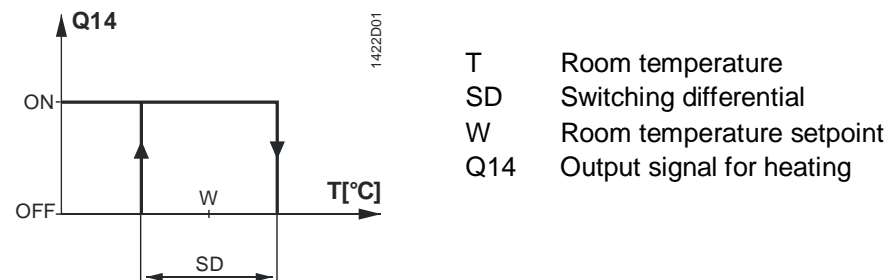 Q14
1422D01
ON
W
T[°C]
OFF
SD
T Room temperature
SD Switching differential
W Room temperature setpoint
Q14 Output signal for heating